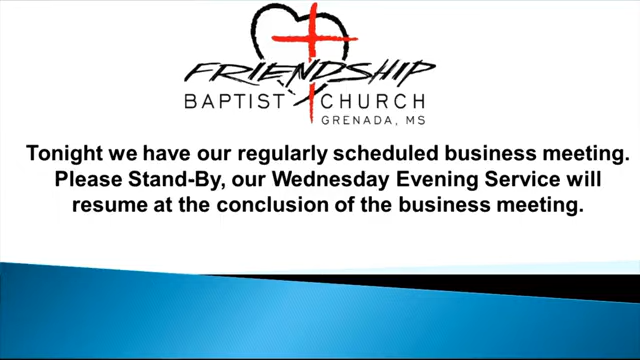 FRIENDSHIP
BAPTIST CHURCH
GRENADA, MS
Tonight we have our regularly scheduled business meeting.
Please Stand-By, our Wednesday Evening Service will
resume at the conclusion of the business meeting.